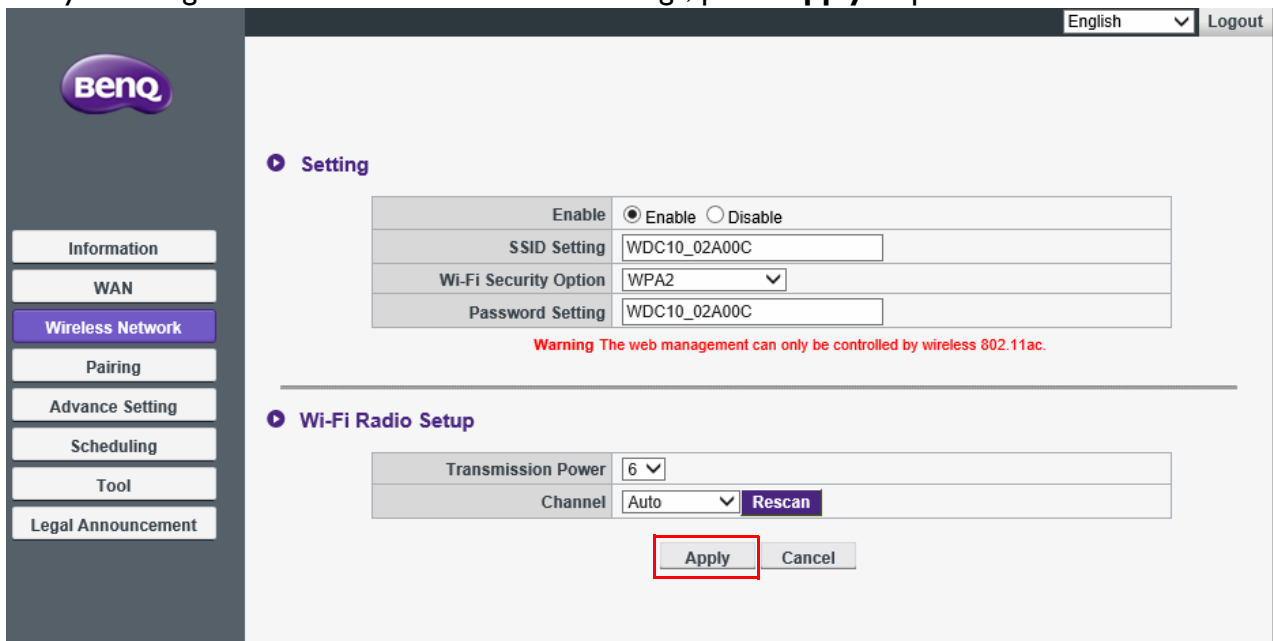 English Logout
BenQ
Setting
Enable Enable Disable
SSID Setting WDC10_02A00C
Wi-Fi Security Option WPA2
Password Setting WDC10_02A00C
Warning The web management can only be controlled by wireless 802.11ac.
Information
WAN
Wireless Network
Pairing
Advance Setting
Scheduling
Tool
Legal Announcement
Wi-Fi Radio Setup
Transmission Power 6
Channel Auto Rescan
Apply Cancel